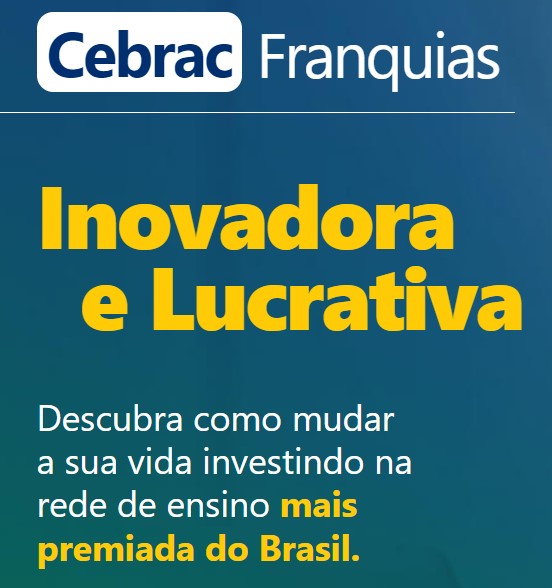 Cebrac Franquias
Inovadora
e Lucrativa
Descubra como mudar
a sua vida investindo na
rede de ensino mais
premiada do Brasil.